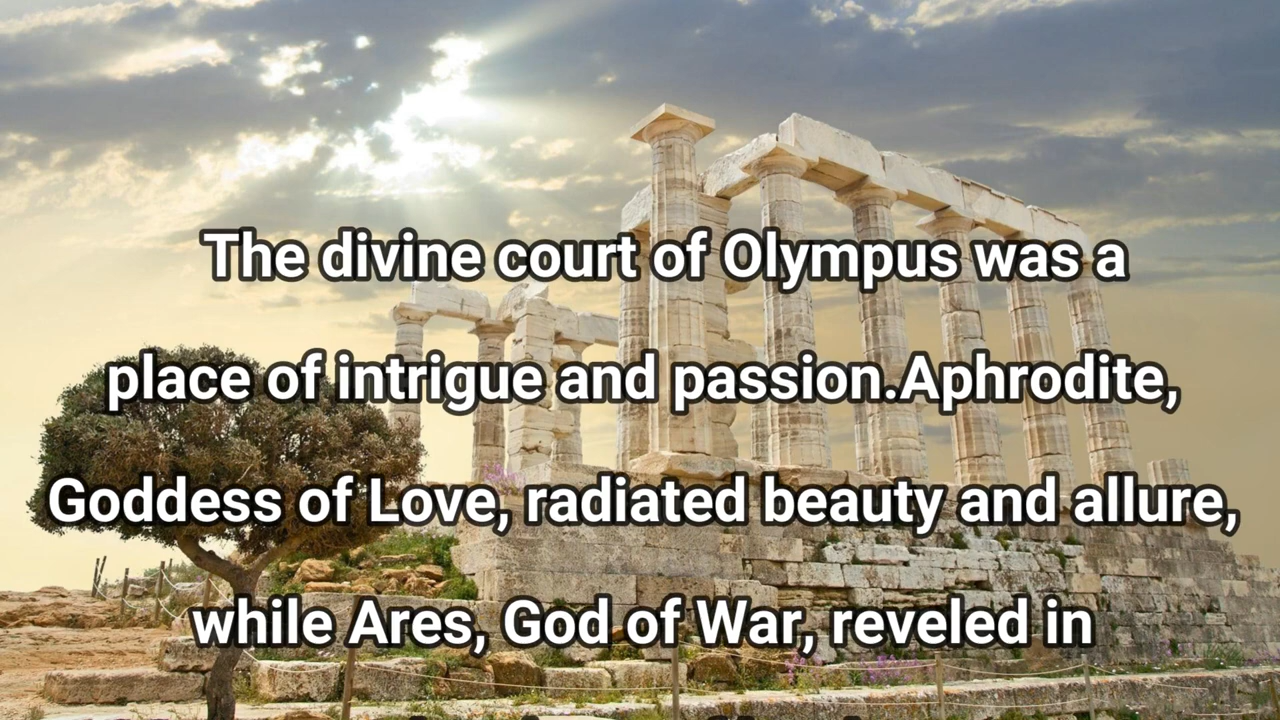 The divine court of Olympus was a
place of intrigue and passion.Aphrodite,
Goddess of Love, radiated beauty and allure,
while Ares, God of War, reveled in